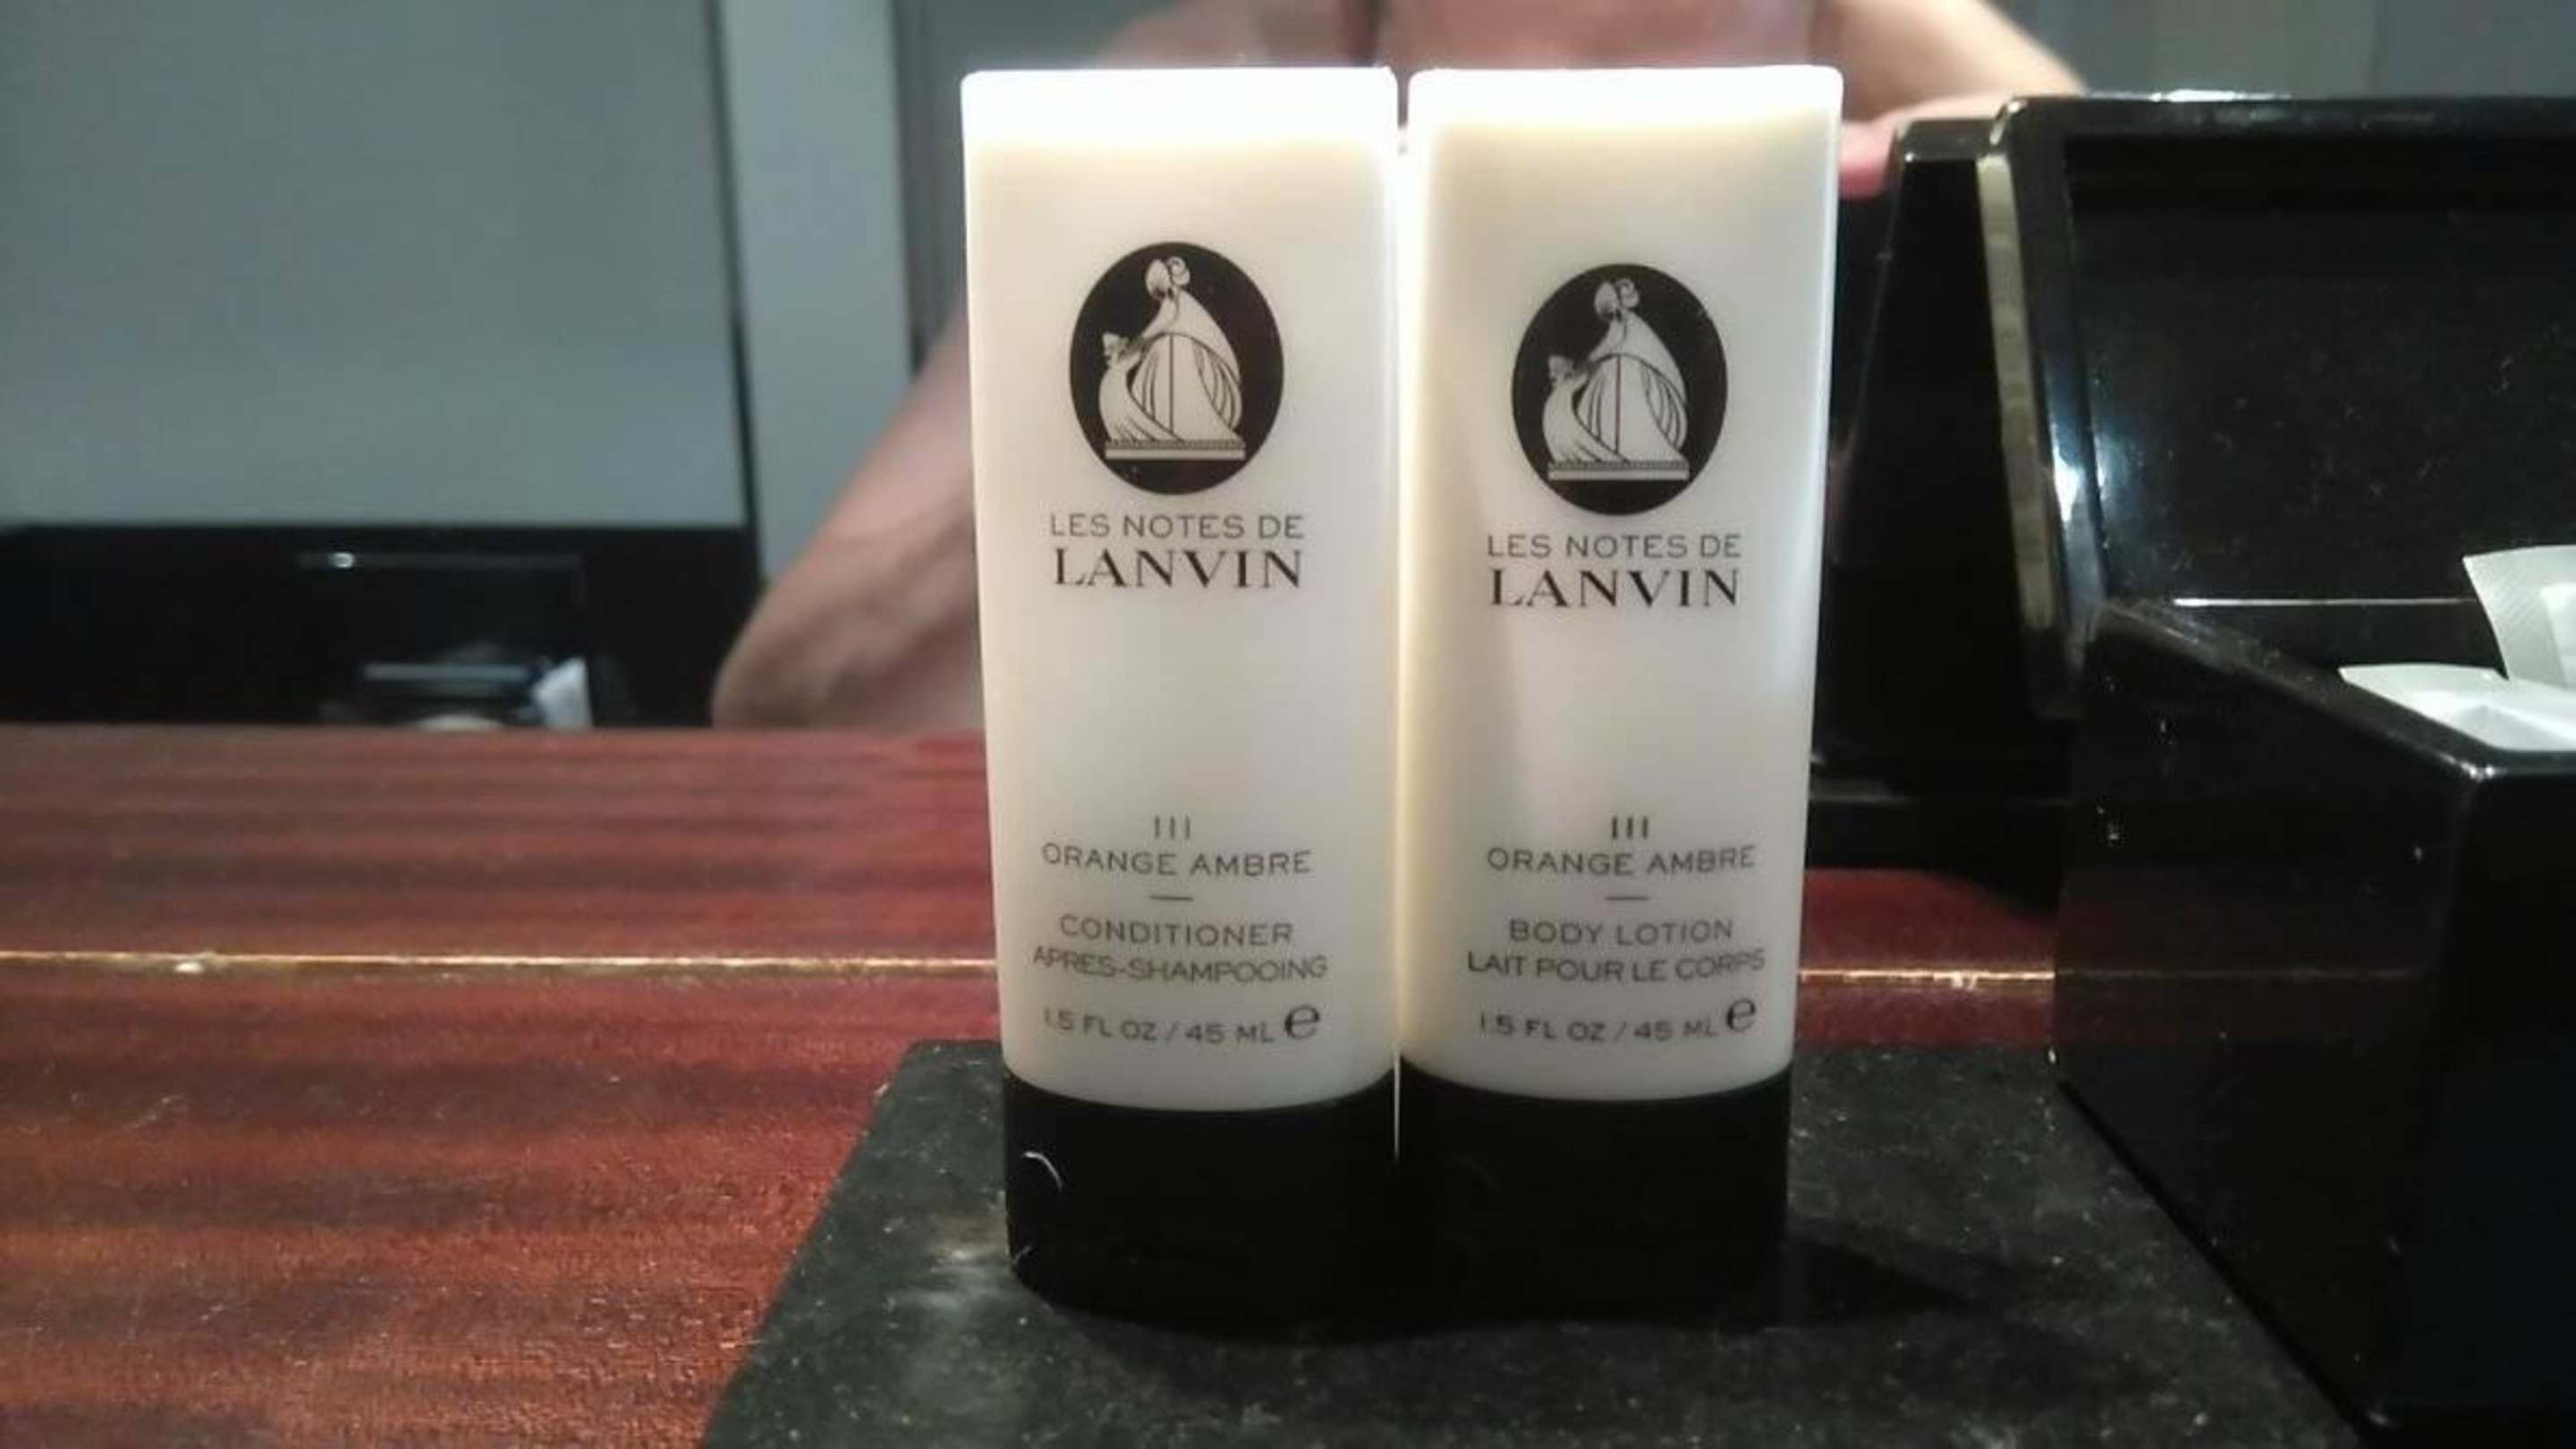 LES NOTES DE
LANVIN
III
ORANGE AMBRE
CONDITIONER
APRES-SHAMPOOING
1.5 FL OZ / 45 ML e
LES NOTES DE
LANVIN
III
ORANGE AMBRE
BODY LOTION
LAIT POUR LE CORPS
1.5 FL OZ / 45 ML e